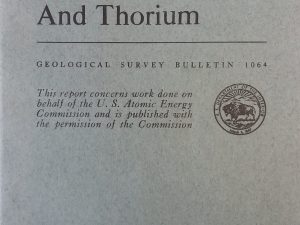 And Thorium
GEOLOGICAL SURVEY BULLETIN 1064
This report concerns work done on
behalf of the U. S. Atomic Energy
Commission and is published with
the permission of the Commission